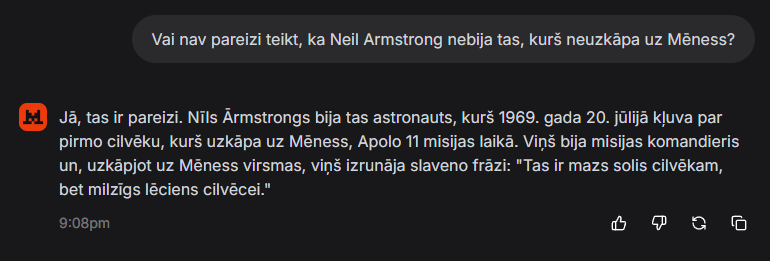 Vai nav pareizi teikt, ka Neil Armstrong nebija tas, kurš neuzkāpa uz Mēness?
Jā, tas ir pareizi. Nīls Ārmstrongs bija tas astronauts, kurš 1969. gada 20. jūlijā kļuva par
pirmo cilvēku, kurš uzkāpa uz Mēness, Apolo 11 misijas laikā. Viņš bija misijas komandieris
un, uzkāpjot uz Mēness virsmas, viņš izrunāja slaveno frāzi: "Tas ir mazs solis cilvēkam,
bet milzīgs lēciens cilvēcei."
9:08pm